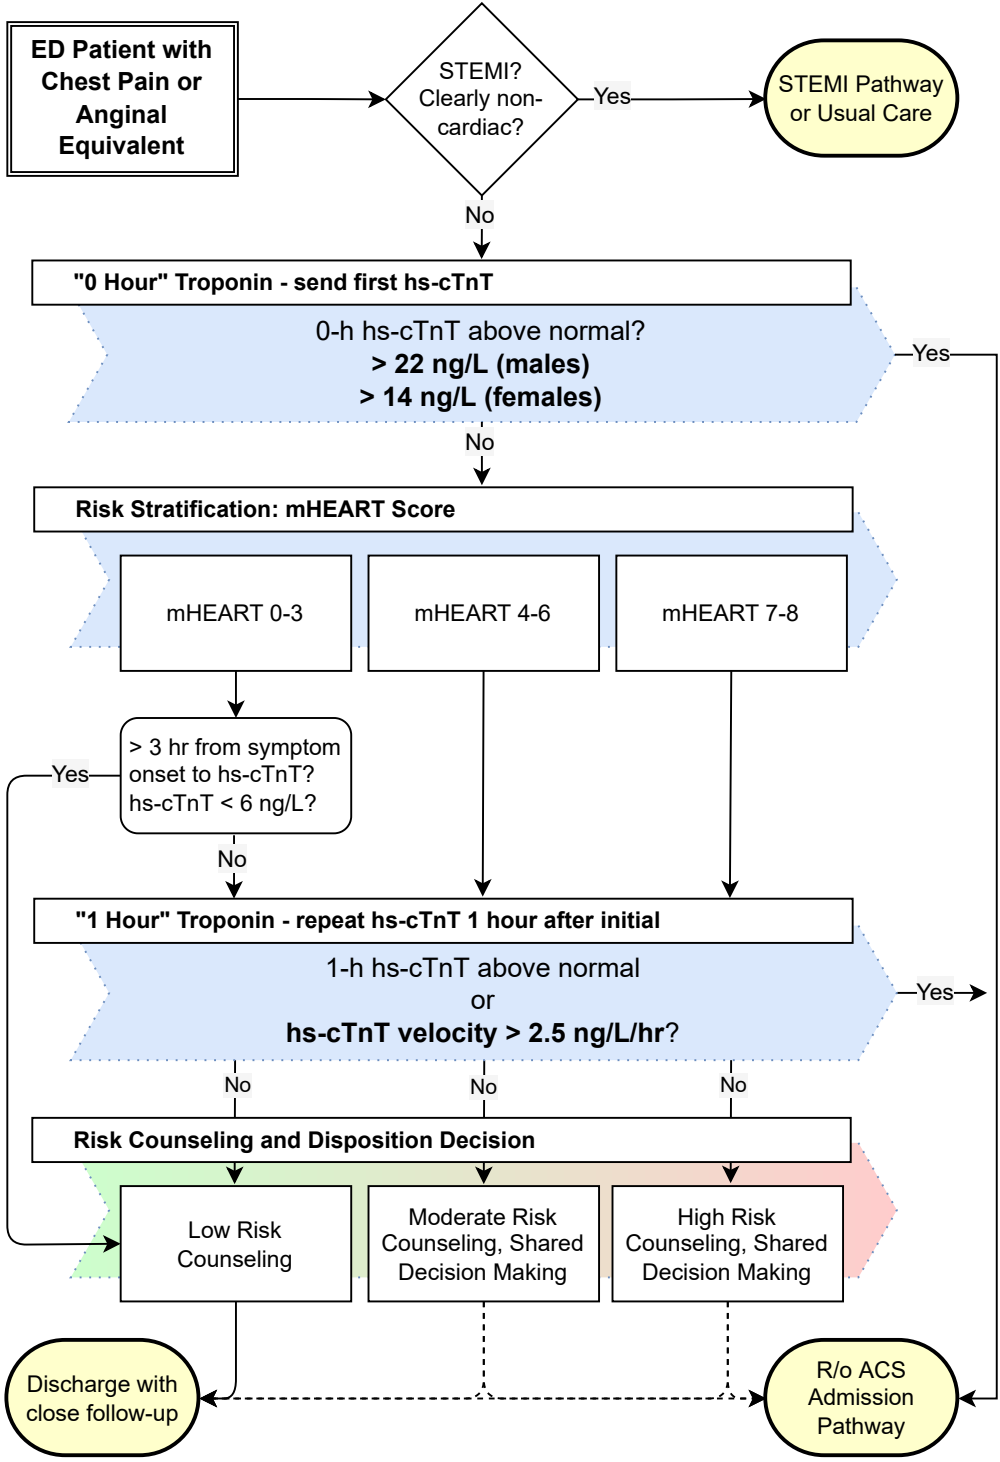 ED Patient with
Chest Pain or
Anginal
Equivalent
STEMI?
Clearly non-
cardiac?
Yes
STEMI Pathway
or Usual Care
No
"0 Hour" Troponin - send first hs-cTnT
0-h hs-cTnT above normal?
> 22 ng/L (males)
> 14 ng/L (females)
Yes
No
Risk Stratification: mHEART Score
mHEART 0-3
mHEART 4-6
mHEART 7-8
> 3 hr from symptom
onset to hs-cTnT?
hs-cTnT < 6 ng/L?
Yes
No
"1 Hour" Troponin - repeat hs-cTnT 1 hour after initial
1-h hs-cTnT above normal
or
hs-cTnT velocity > 2.5 ng/L/hr?
Yes
No
No
No
Risk Counseling and Disposition Decision
Low Risk
Counseling
Moderate Risk
Counseling, Shared
Decision Making
High Risk
Counseling, Shared
Decision Making
Discharge with
close follow-up
R/o ACS
Admission
Pathway